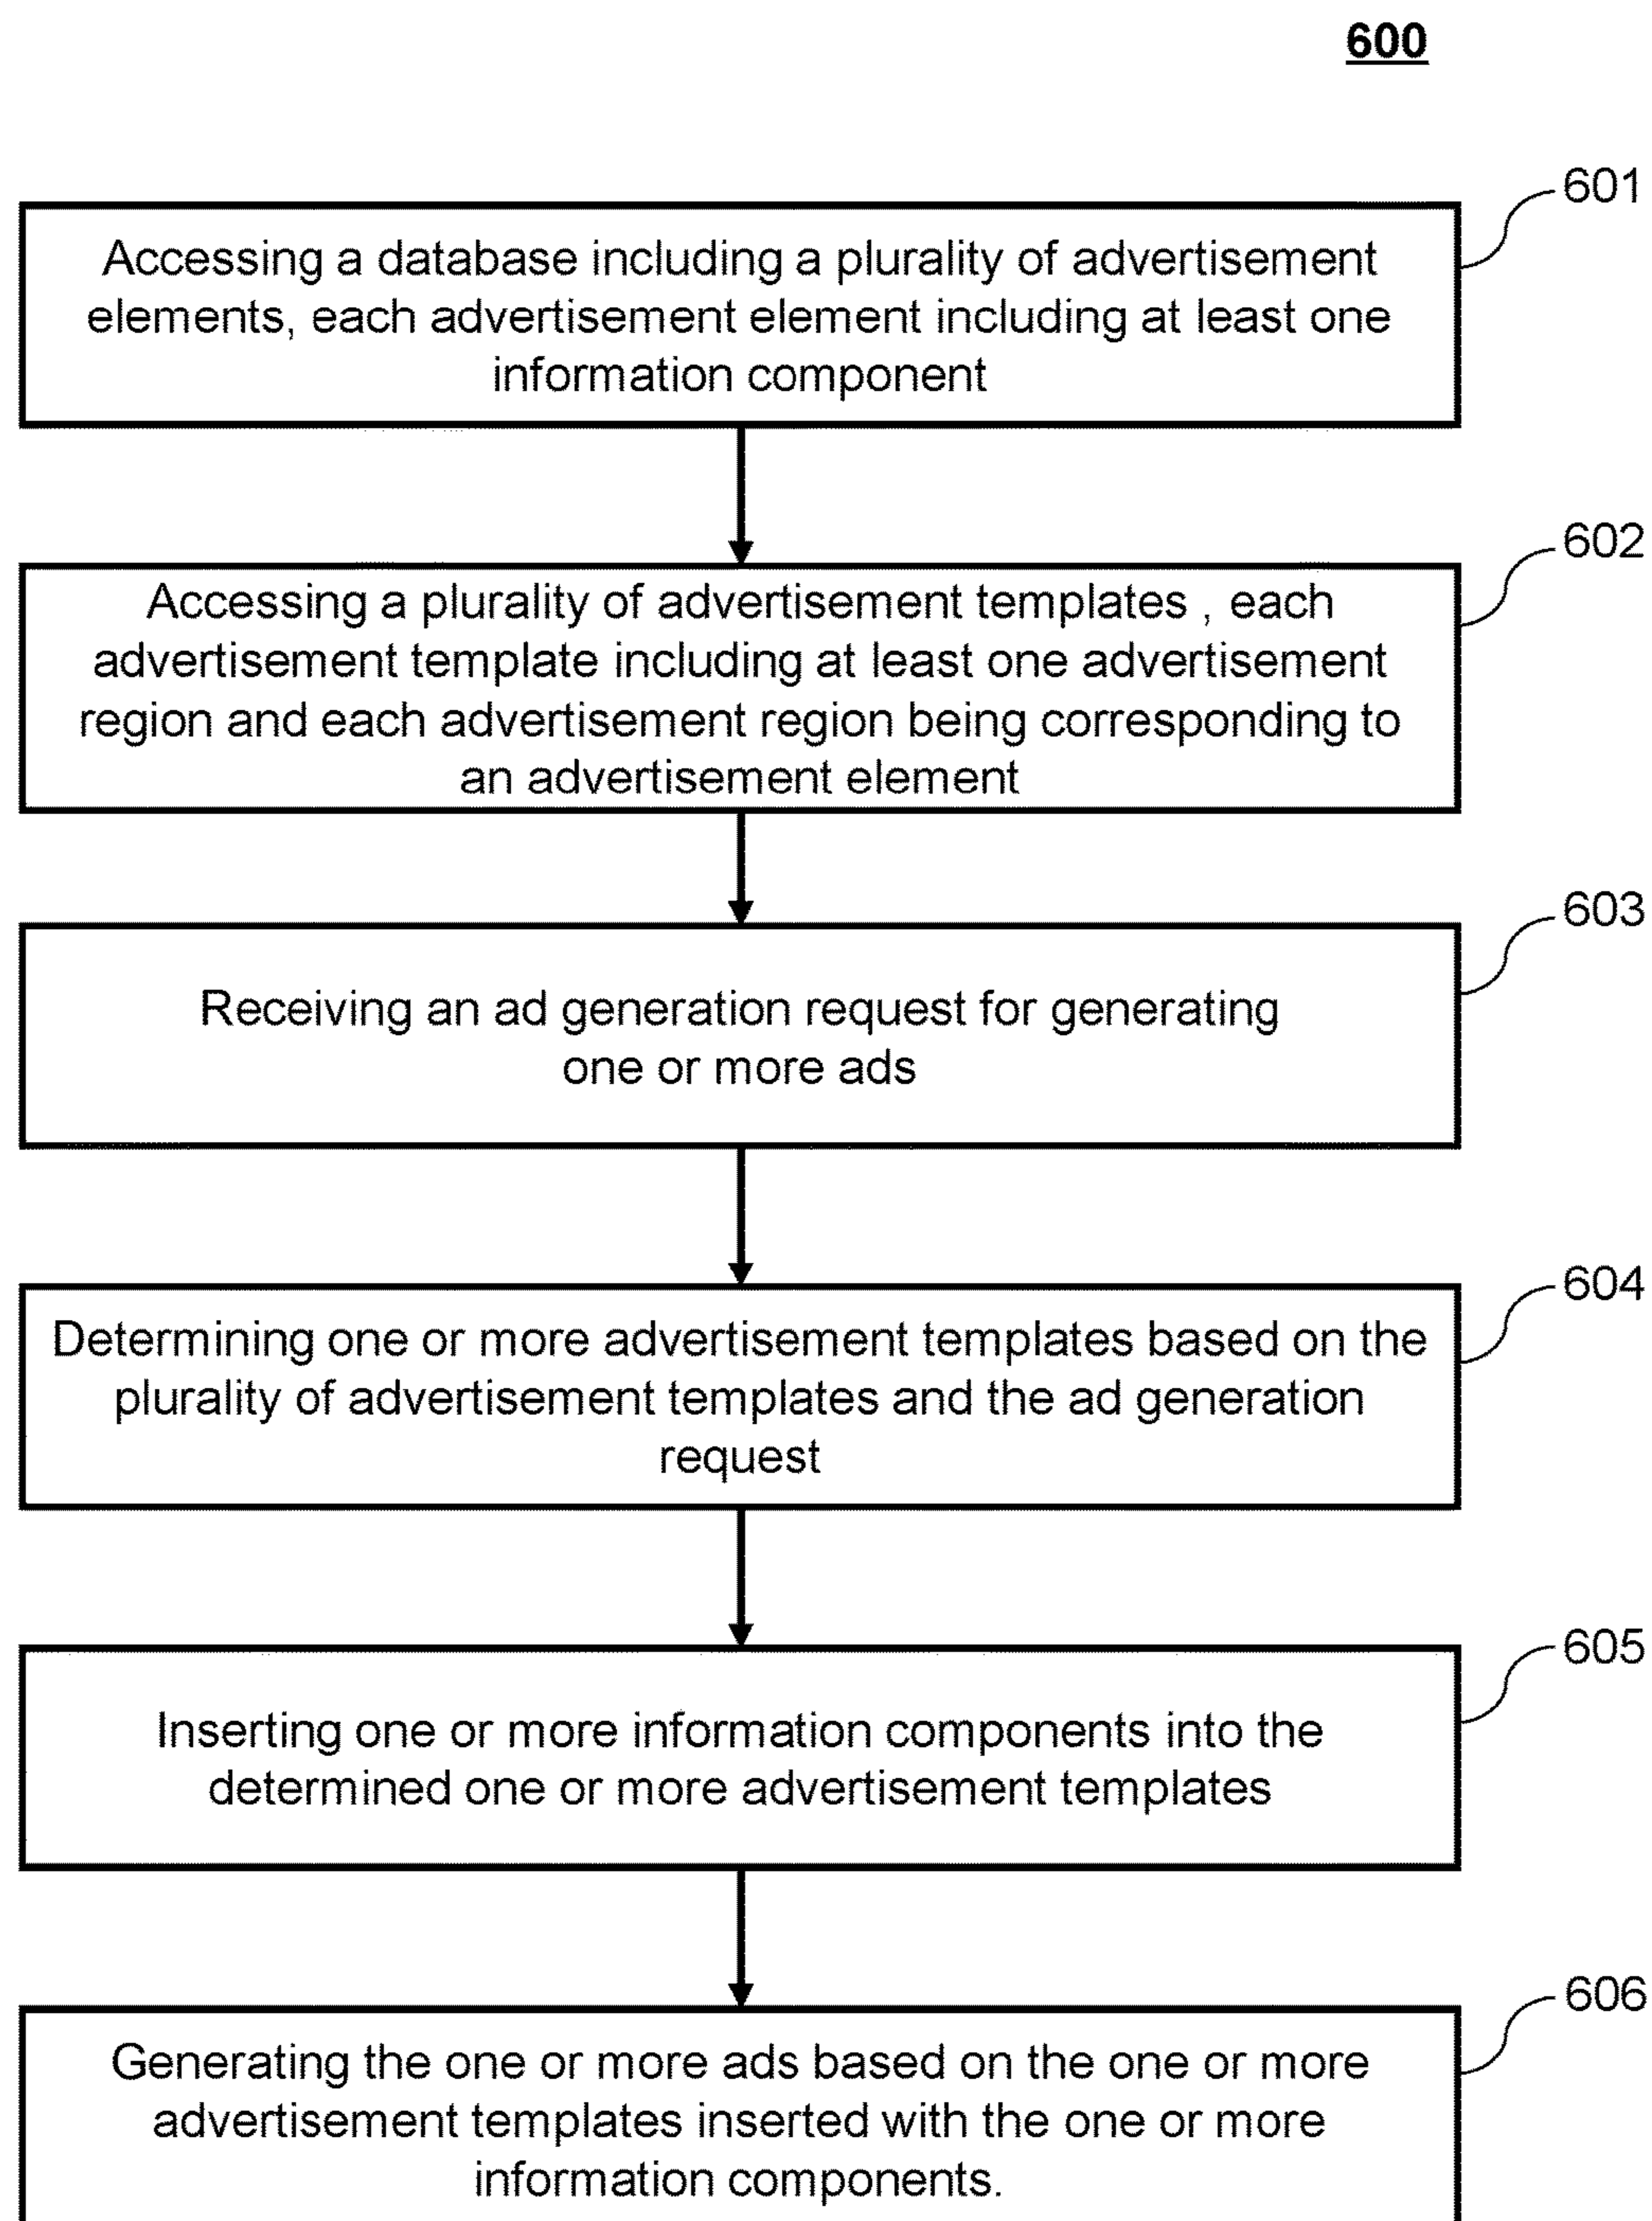 600
601
Accessing a database including a plurality of advertisement
elements, each advertisement element including at least one
information component
602
Accessing a plurality of advertisement templates , each
advertisement template including at least one advertisement
region and each advertisement region being corresponding to
an advertisement element
603
Receiving an ad generation request for generating
one or more ads
604
Determining one or more advertisement templates based on the
plurality of advertisement templates and the ad generation
request
605
Inserting one or more information components into the
determined one or more advertisement templates
606
Generating the one or more ads based on the one or more
advertisement templates inserted with the one or more
information components.